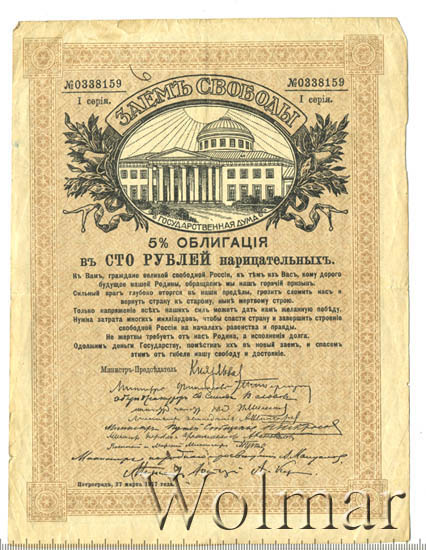 №0338159
I серія.
№0338159
I серія.
ЗАЕМЪ СВОБОДЫ
ГОСУДАРСТВЕННАЯ ДУМА
5% ОБЛИГАЦІЯ
въ СТО РУБЛЕЙ нарицательныхъ.
Къ Вамъ, граждане великой свободной Россіи, къ тѣмъ изъ Васъ, кому дорого
будущее нашей Родины, обращаемъ мы нашъ горячій призывъ.
Сильный врагъ глубоко вторгся въ наши предѣлы, грозитъ сломить насъ и
вернуть страну къ старому, нынѣ мертвому строю.
Только напряженіе всѣхъ нашихъ силъ можетъ дать намъ желанную побѣду.
Нужна затрата многихъ милліардовъ, чтобы спасти страну и завершить строеніе
свободной Россіи на началахъ равенства и правды.
Не жертвы требуетъ отъ насъ Родина, а исполненія долга.
Одолжимъ деньги Государству, помѣстивъ ихъ въ новый заемъ, и спасемъ
этимъ отъ гибели нашу свободу и достояніе.
Министръ-Предсѣдатель Кн. Львовъ
Министръ
Петроградъ, 27 марта 1917 года.
Wolmar